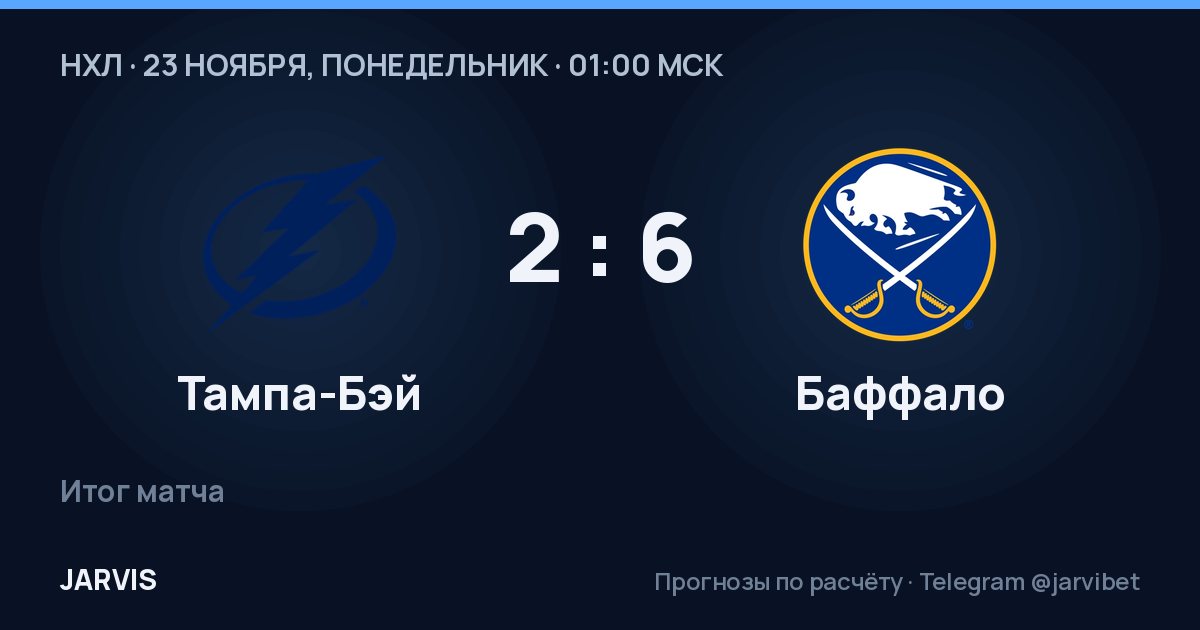 НХЛ · 23 НОЯБРЯ, ПОНЕДЕЛЬНИК · 01:00 МСК
2 : 6
Тампа-Бэй
Баффало
Итог матча
JARVIS
Прогнозы по расчёту · Telegram @jarvibet